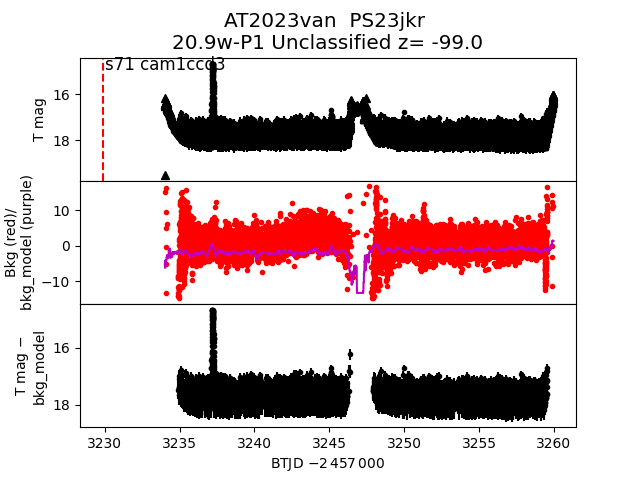 AT2023van  PS23jkr
20.9w-P1 Unclassified z= -99.0
s71 cam1ccd3
T mag
16
18
Bkg (red)/
bkg_model (purple)
10
0
−10
T mag −
bkg_model
16
18
3230 3235 3240 3245 3250 3255 3260
BTJD −2 457 000